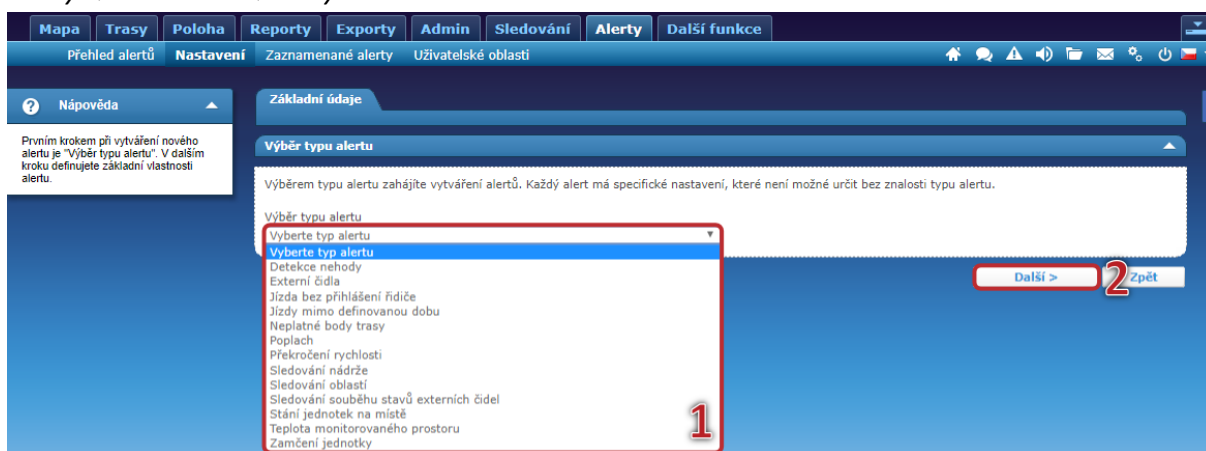 Mapa Trasy Poloha Reporty Exporty Admin Sledování Alerty Další funkce
Přehled alertů Nastavení Zaznamenané alerty Uživatelské oblasti
? Nápověda
Základní údaje
Prvním krokem při vytváření nového
alertu je "Výběr typu alertu". V dalším
kroku definujete základní vlastnosti
alertu.
Výběr typu alertu
Výběrem typu alertu zahájíte vytváření alertů. Každý alert má specifické nastavení, které není možné určit bez znalosti typu alertu.
Výběr typu alertu
Vyberte typ alertu
Vyberte typ alertu
Detekce nehody
Externí čidla
Jízda bez přihlášení řidiče
Jízdy mimo definovanou dobu
Neplatné body trasy
Poplach
Překročení rychlosti
Sledování nádrže
Sledování oblastí
Sledování souběhu stavů externích čidel
Stání jednotek na místě
Teplota monitorovaného prostoru
Zamčení jednotky
1
Další > 2 Zpět